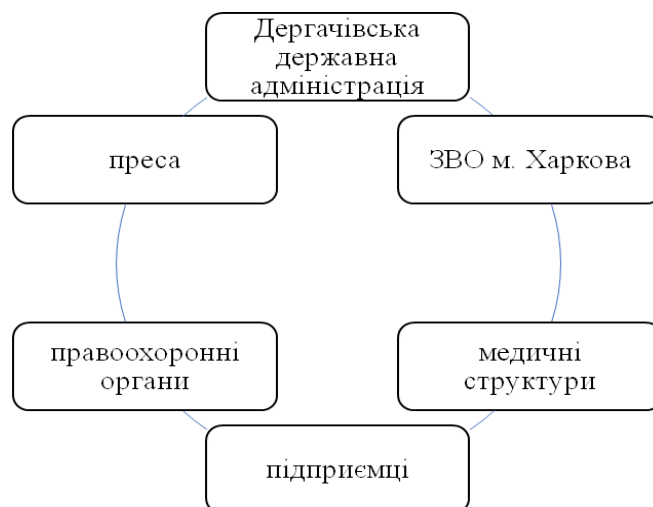 Дергачівська
державна
адміністрація
преса
ЗВО м. Харкова
правоохоронні
органи
медичні
структури
підприємці